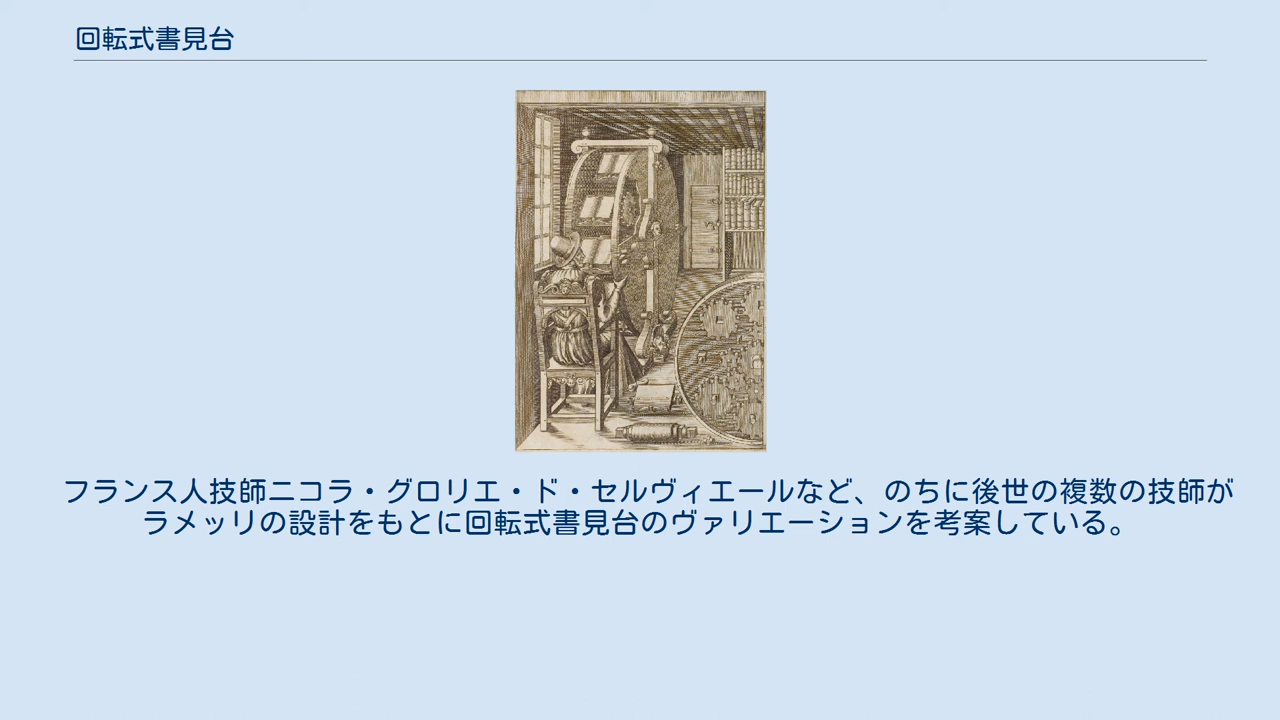 回転式書見台
フランス人技師ニコラ・グロリエ・ド・セルヴィエールなど、のちに後世の複数の技師が
ラメッリの設計をもとに回転式書見台のヴァリエーションを考案している。